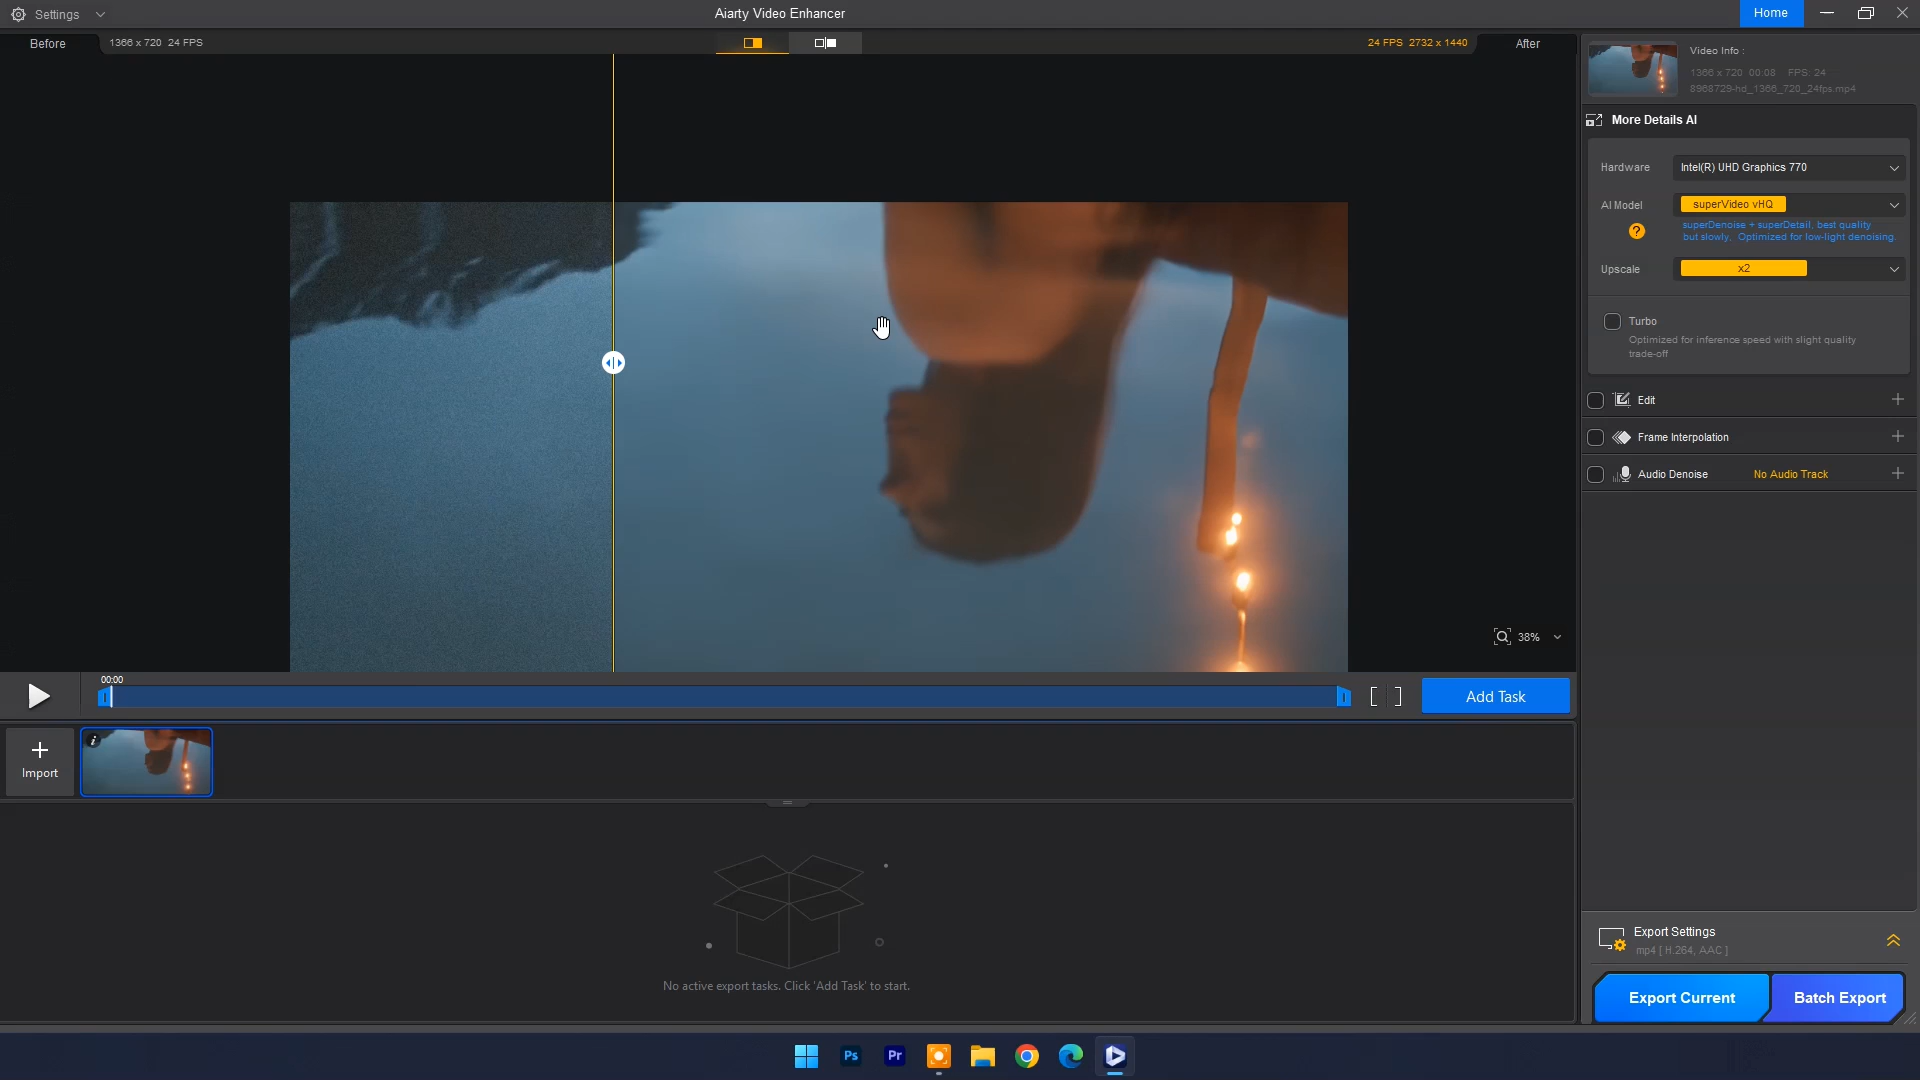 Settings
Aiarty Video Enhancer
Home
Before
1366 x 720 24 FPS
24 FPS 2732 x 1440
After
Video Info :
1366 x 720 00:08 FPS: 24
8968729-hd_1366_720_24fps.mp4
More Details AI
Hardware
Intel(R) UHD Graphics 770
AI Model
superVideo vHQ
superDenoise + superDetail, best quality
but slowly, Optimized for low-light denoising.
?
Upscale
x2
Turbo
Optimized for inference speed with slight quality
trade-off
Edit
Frame Interpolation
Audio Denoise
No Audio Track
38%
00:00
[ ]
Add Task
Import
i
No active export tasks. Click 'Add Task' to start.
Export Settings
mp4 [ H.264, AAC ]
Export Current
Batch Export
Ps
Pr